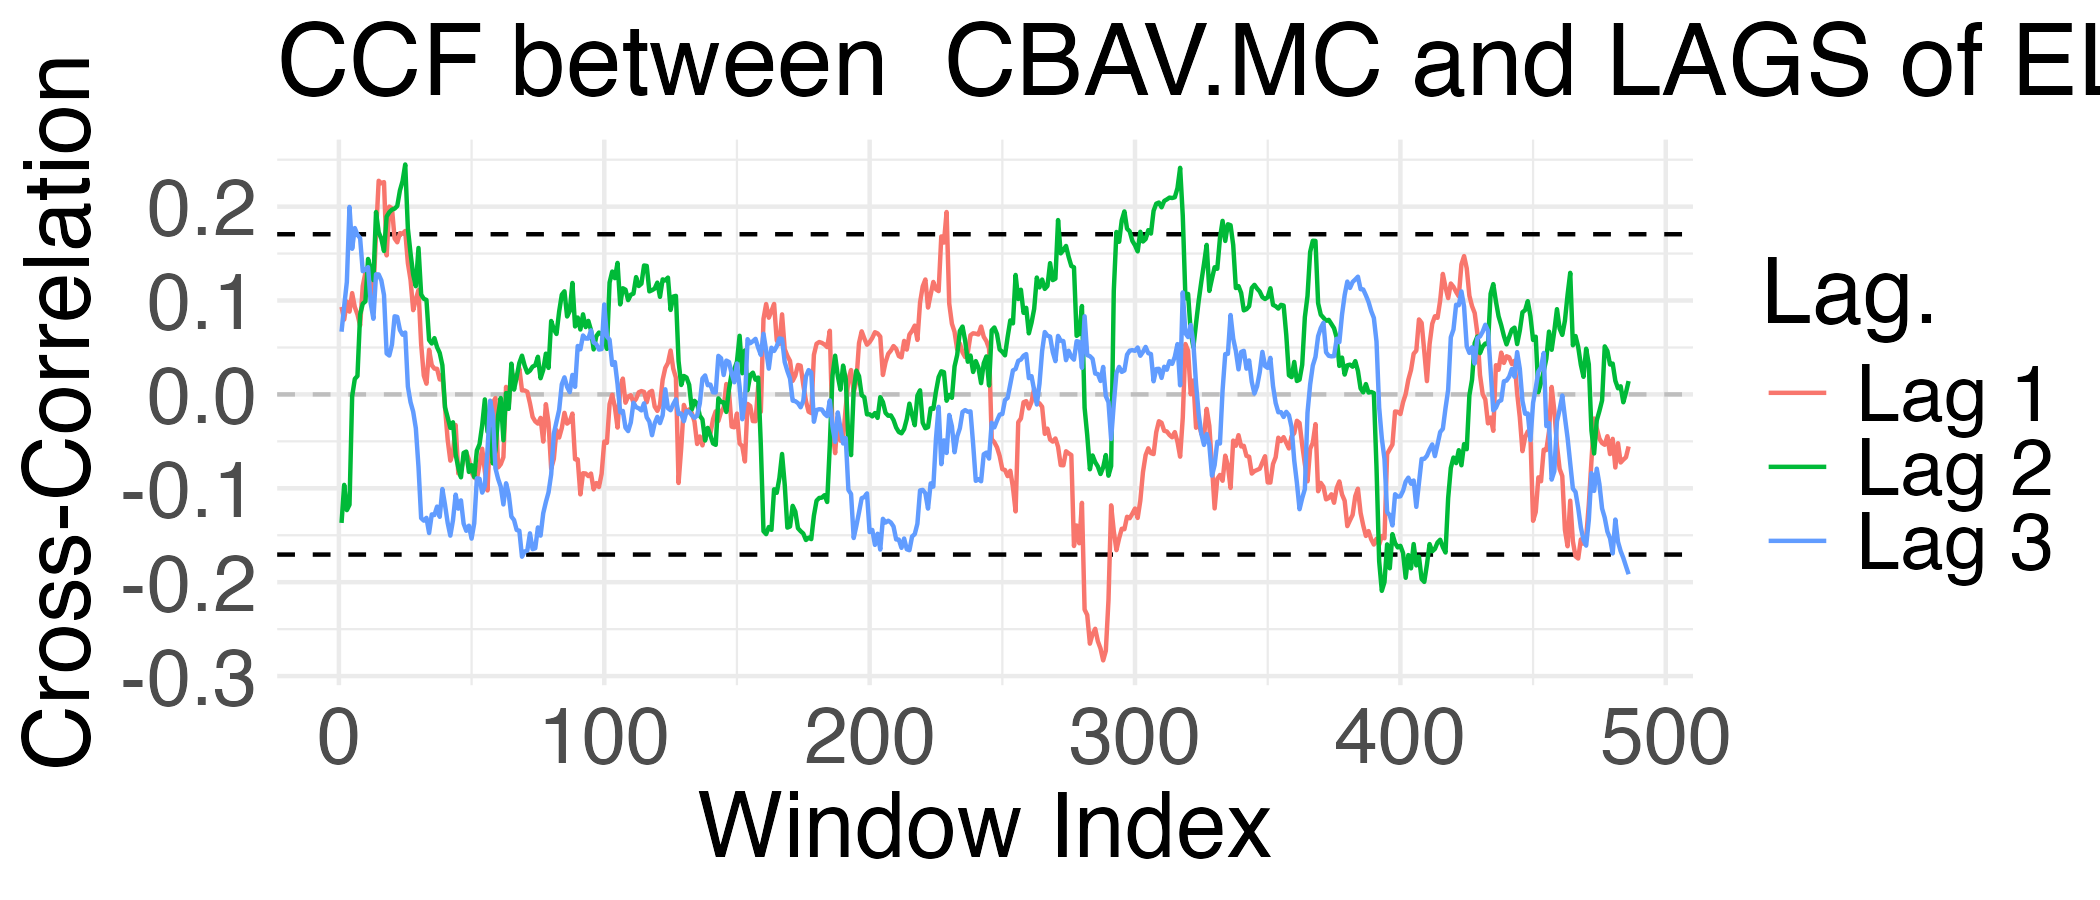 CCF between  CBAV.MC and LAGS of EL
Cross-Correlation
0.2
0.1
0.0
-0.1
-0.2
-0.3
0 100 200 300 400 500
Window Index
Lag.
Lag 1
Lag 2
Lag 3